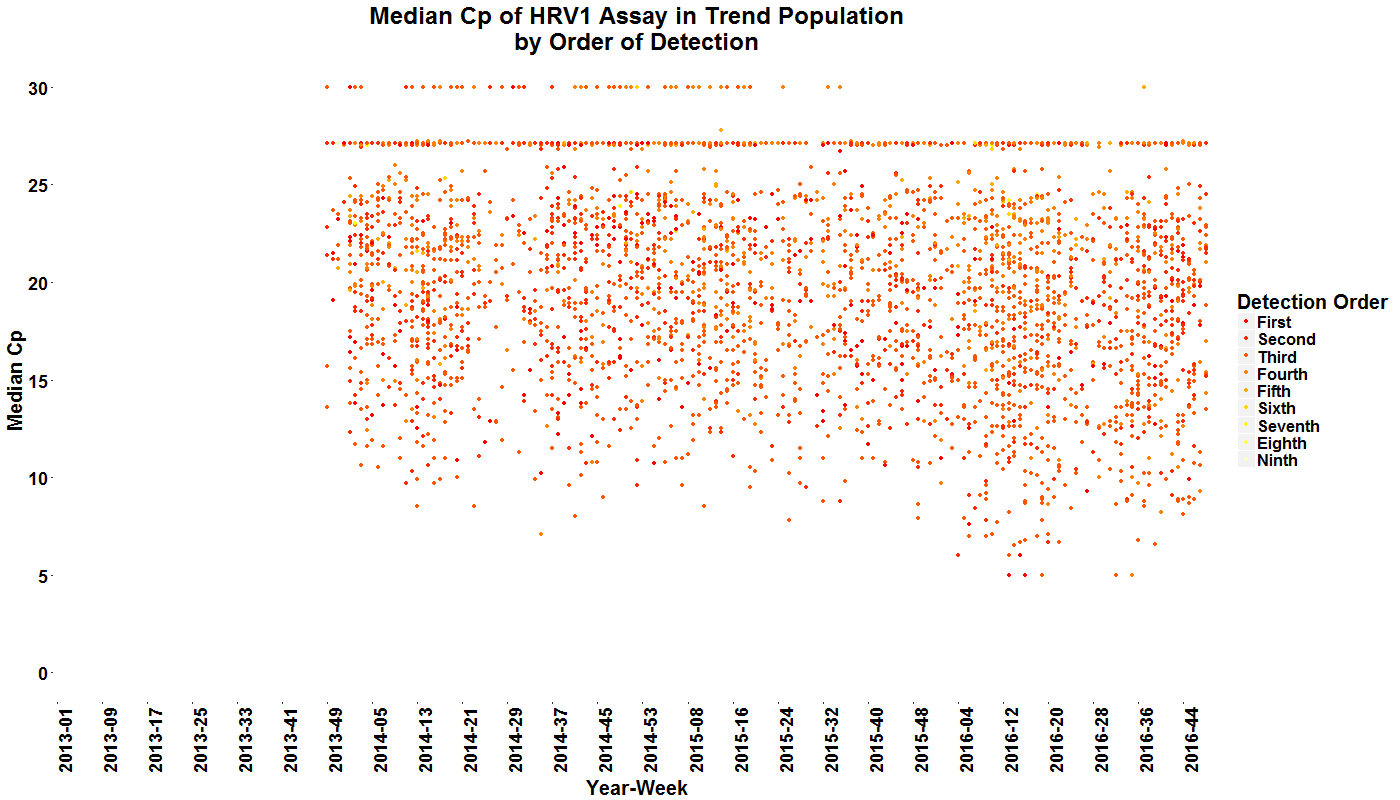 Median Cp of HRV1 Assay in Trend Population
by Order of Detection
Median Cp
30
25
20
15
10
5
0
2013-01
2013-09
2013-17
2013-25
2013-33
2013-41
2013-49
2014-05
2014-13
2014-21
2014-29
2014-37
2014-45
2014-53
2015-08
2015-16
2015-24
2015-32
2015-40
2015-48
2016-04
2016-12
2016-20
2016-28
2016-36
2016-44
Year-Week
Detection Order
First
Second
Third
Fourth
Fifth
Sixth
Seventh
Eighth
Ninth